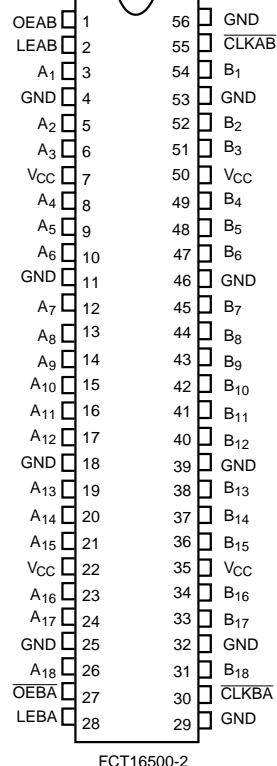 OEAB 1 56 GND
LEAB 2 55 CLKAB
A1 3 54 B1
GND 4 53 GND
A2 5 52 B2
A3 6 51 B3
VCC 7 50 VCC
A4 8 49 B4
A5 9 48 B5
A6 10 47 B6
GND 11 46 GND
A7 12 45 B7
A8 13 44 B8
A9 14 43 B9
A10 15 42 B10
A11 16 41 B11
A12 17 40 B12
GND 18 39 GND
A13 19 38 B13
A14 20 37 B14
A15 21 36 B15
VCC 22 35 VCC
A16 23 34 B16
A17 24 33 B17
GND 25 32 GND
A18 26 31 B18
OEBA 27 30 CLKBA
LEBA 28 29 GND
FCT16500-2